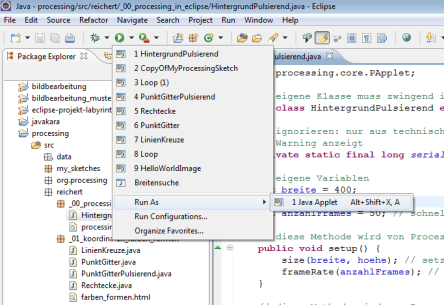 Java - processing/src/reichert/_00_processing_in_eclipse/HintergrundPulsierend.java - Eclipse
File Edit Source Refactor Navigate Search Project Run Window Help
Package Explorer
bildbearbeitung
bildbearbeitung_muste
eclipse-projekt-labyrint
javakara
processing
src
data
my_sketches
org.processing
reichert
_00_processing
Hintergr
processin
_01_koordinaten_farben_formen
LinienKreuze.java
PunktGitter.java
PunktGitterPulsierend.java
Rechtecke.java
farben_formen.html
1 HintergrundPulsierend
2 CopyOfMyProcessingSketch
3 Loop (1)
4 PunktGitterPulsierend
5 Rechtecke
6 PunktGitter
7 LinienKreuze
8 Loop
9 HelloWorldImage
Breitensuche
Run As
Run Configurations...
Organize Favorites...
1 Java Applet Alt+Shift+X, A
ulsierend.java
processing.core.PApplet;
eigene Klasse muss zwingend i
class HintergrundPulsierend e
ignorieren: nur aus technisch
Warning anzeigt
vate static final long serial
eigene Variablen
breite = 400;
anzahlFrames = 50; // schnel
diese Methode wird von Proces
public void setup() {
size(breite, hoehe); // setz
frameRate(anzahlFrames); //
}